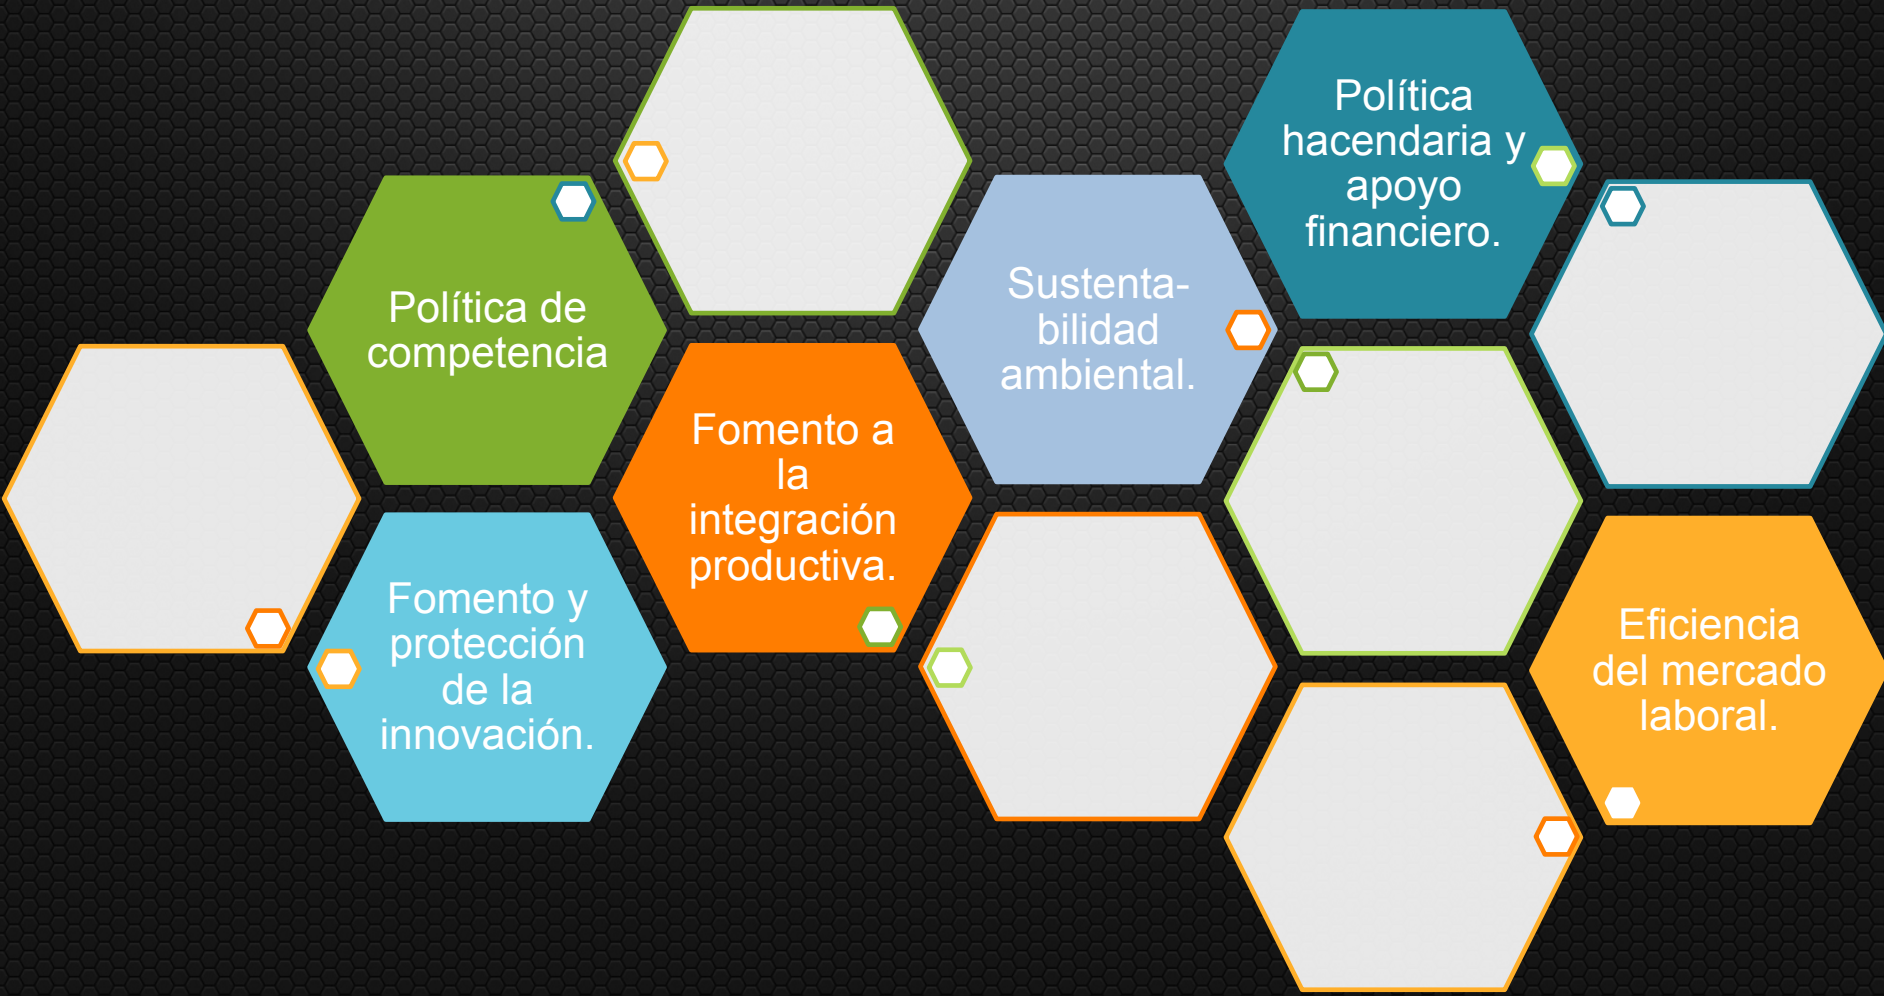 Política de
competencia
Fomento y
protección
de la
innovación.
Fomento a
la
integración
productiva.
Sustenta-
bilidad
ambiental.
Política
hacendaria y
apoyo
financiero.
Eficiencia
del mercado
laboral.